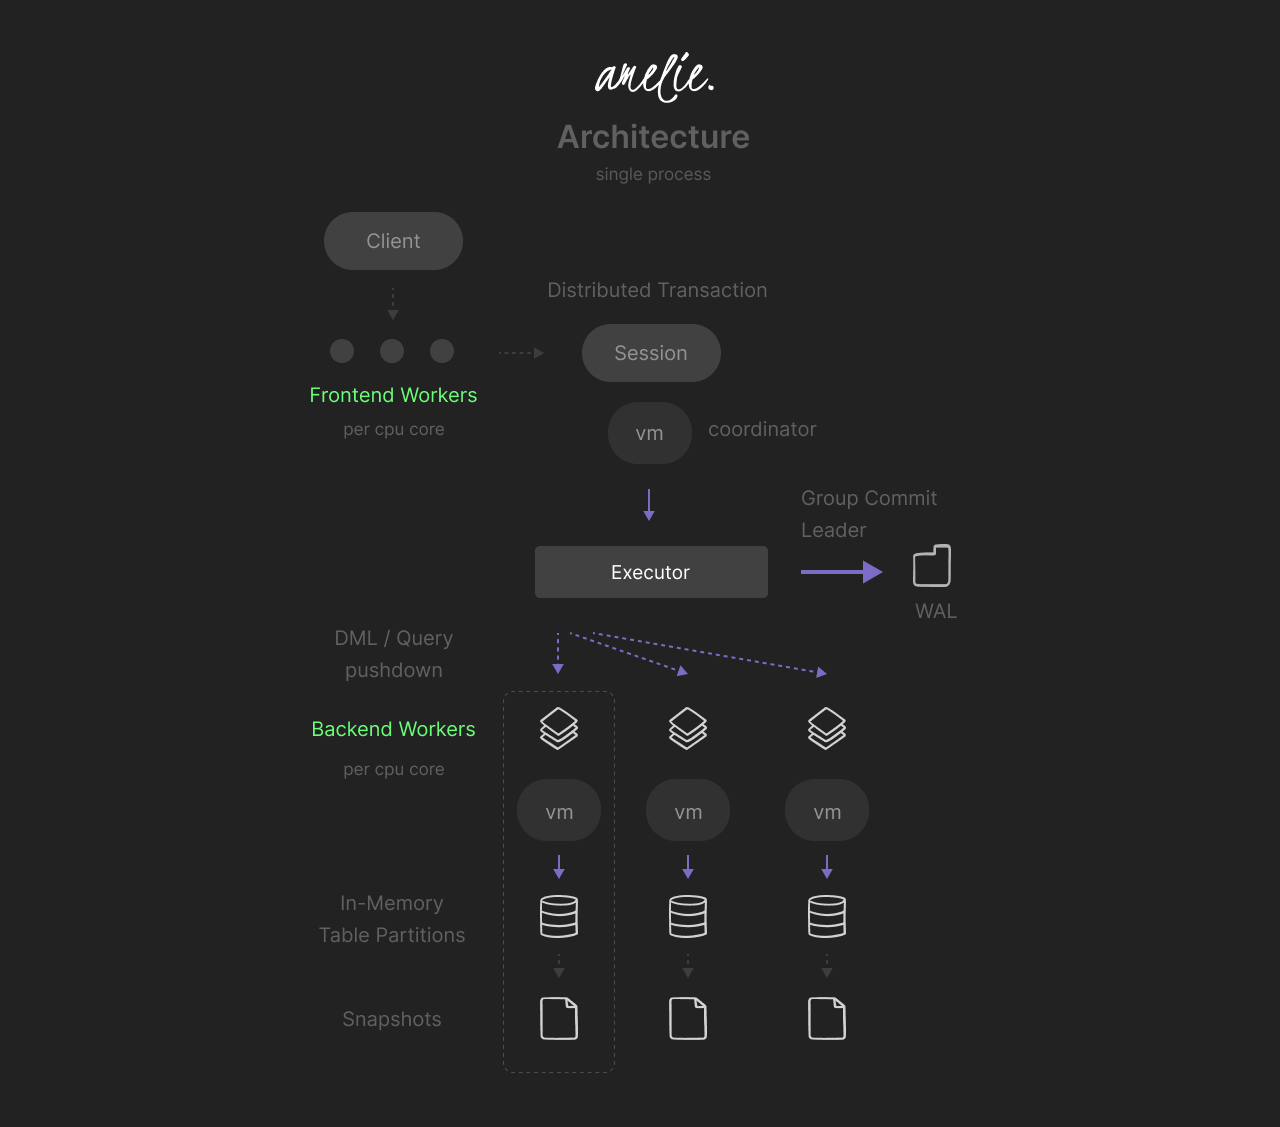 amelie.
Architecture
single process
Client
Distributed Transaction
Session
Frontend Workers
per cpu core
vm
coordinator
Group Commit
Leader
Executor
WAL
DML / Query
pushdown
Backend Workers
per cpu core
vm
vm
vm
In-Memory
Table Partitions
Snapshots